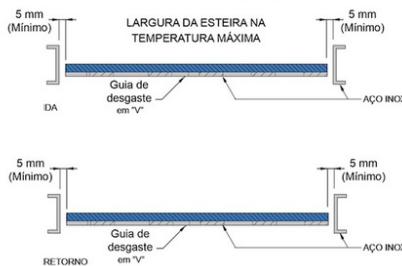 5 mm
(Mínimo)
LARGURA DA ESTEIRA NA
TEMPERATURA MÁXIMA
5 mm
(Mínimo)
Guia de
desgaste
em "V"
IDA
AÇO INOX
5 mm
(Mínimo)
5 mm
(Mínimo)
Guia de
desgaste
em "V"
RETORNO
AÇO INOX